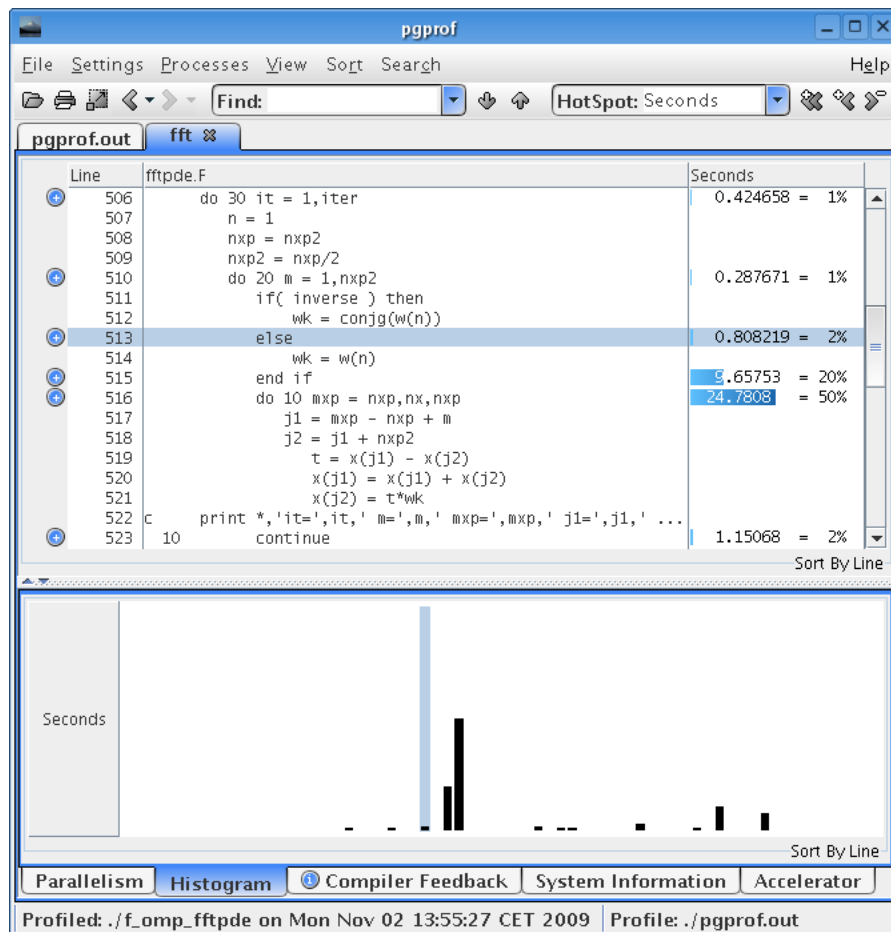 pgprof
File Settings Processes View Sort Search Help
Find: HotSpot: Seconds
pgprof.out fft
Line fftpde.F Seconds
506 do 30 it = 1,iter 0.424658 = 1%
507 n = 1
508 nxp = nxp2
509 nxp2 = nxp/2
510 do 20 m = 1,nxp2 0.287671 = 1%
511 if( inverse ) then
512 wk = conjg(w(n))
513 else 0.808219 = 2%
514 wk = w(n)
515 end if 9.65753 = 20%
516 do 10 mxp = nxp,nx,nxp 24.7808 = 50%
517 j1 = mxp - nxp + m
518 j2 = j1 + nxp2
519 t = x(j1) - x(j2)
520 x(j1) = x(j1) + x(j2)
521 x(j2) = t*wk
522 c print *,'it=',it,' m=',m,' mxp=',mxp,' j1=',j1,' ...
523 10 continue 1.15068 = 2%
Sort By Line
Seconds
Sort By Line
Parallelism Histogram Compiler Feedback System Information Accelerator
Profiled: ./f_omp_fftpde on Mon Nov 02 13:55:27 CET 2009 Profile: ./pgprof.out